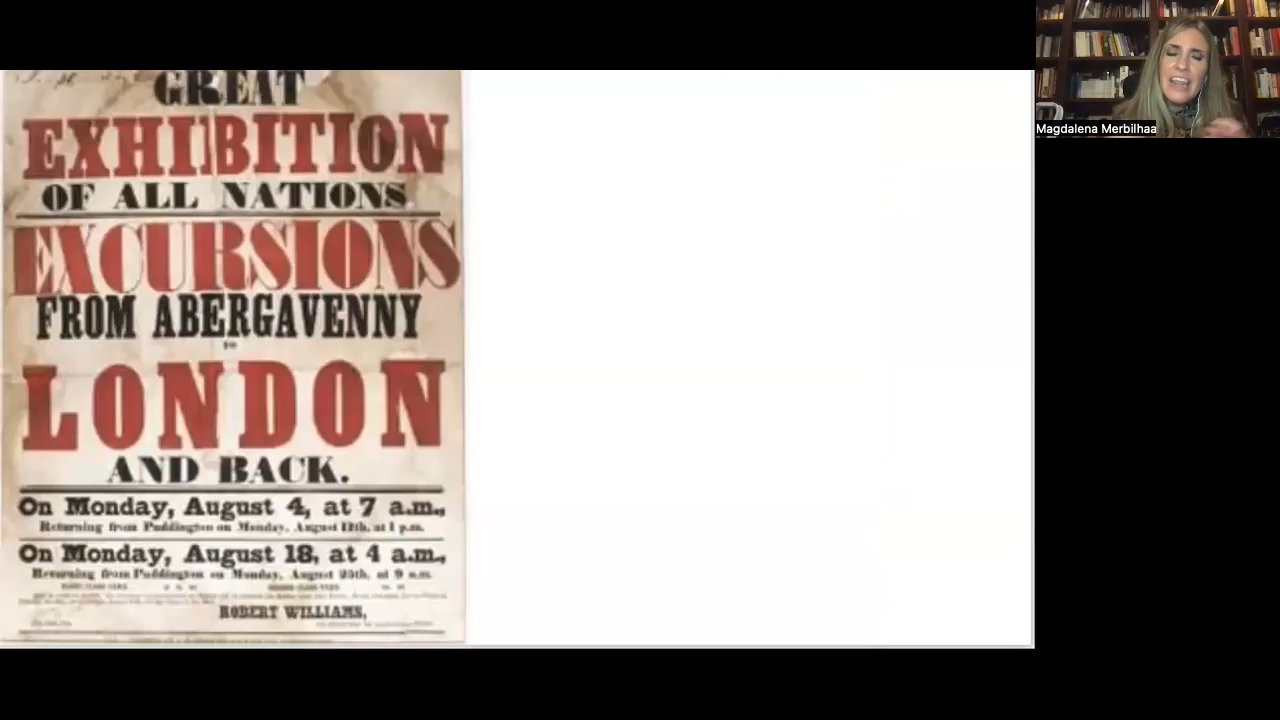 GREAT
EXHIBITION
OF ALL NATIONS
EXCURSIONS
FROM ABERGAVENNY
TO
LONDON
AND BACK.
On Monday, August 4, at 7 a.m.,
Returning from Paddington on Monday, August 11th, at 1 p.m.
On Monday, August 18, at 4 a.m.,
Returning from Paddington on Monday, August 25th, at 9 a.m.
ROBERT WILLIAMS,
Magdalena Merbilhaa